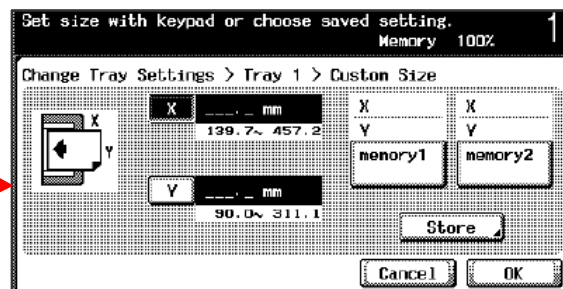 Set size with keypad or choose saved setting.
Memory 100% 1
Change Tray Settings > Tray 1 > Custom Size
X
Y
X ___._ mm
139.7~ 457.2
Y ___._ mm
90.0~ 311.1
X X
Y Y
menory1 memory2
Store
Cancel OK